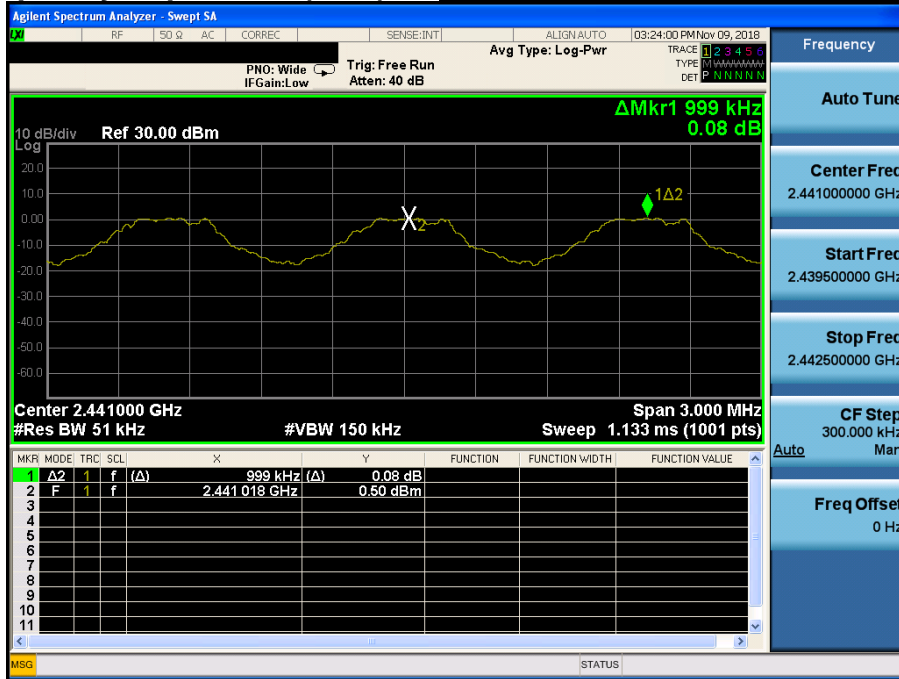 Agilent Spectrum Analyzer - Swept SA
LXI RF 50 Ω AC CORREC SENSE:INT ALIGN AUTO 03:24:00 PM Nov 09, 2018
Avg Type: Log-Pwr
TRACE 1 2 3 4 5 6
TYPE M
DET P N N N N N
PNO: Wide
IFGain:Low
Trig: Free Run
Atten: 40 dB
ΔMkr1 999 kHz
0.08 dB
10 dB/div Ref 30.00 dBm
Log
20.0
10.0
0.00
-10.0
-20.0
-30.0
-40.0
-50.0
-60.0
X2
1Δ2
Center 2.441000 GHz Span 3.000 MHz
#Res BW 51 kHz #VBW 150 kHz Sweep 1.133 ms (1001 pts)
MKR MODE TRC SCL X Y FUNCTION FUNCTION WIDTH FUNCTION VALUE
1 Δ2 1 f (Δ) 999 kHz (Δ) 0.08 dB
2 F 1 f 2.441 018 GHz 0.50 dBm
3
4
5
6
7
8
9
10
11
MSG STATUS
Frequency
Auto Tune
Center Freq
2.441000000 GHz
Start Freq
2.439500000 GHz
Stop Freq
2.442500000 GHz
CF Step
300.000 kHz
Auto Man
Freq Offset
0 Hz